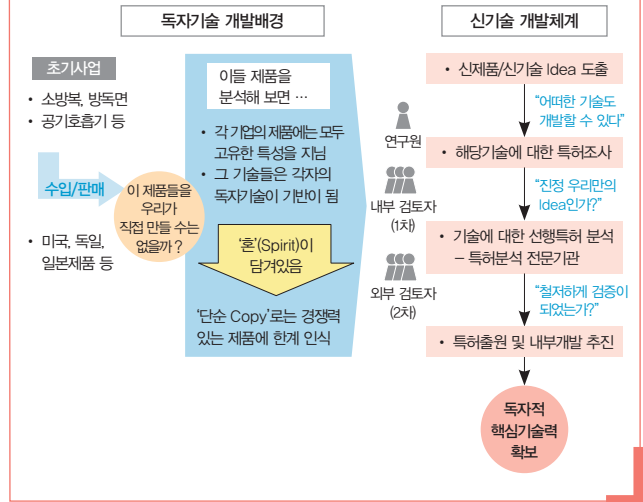 독자기술 개발배경
초기사업
• 소방복, 방독면
• 공기호흡기 등
수입/판매
• 미국, 독일,
일본제품 등
이 제품들을
우리가
직접 만들 수는
없을까?
이들 제품을
분석해 보면 …
• 각 기업의 제품에는 모두
고유한 특성을 지님
• 그 기술들은 각자의
독자기술이 기반이 됨
‘혼’(Spirit)이
담겨있음
‘단순 Copy’로는 경쟁력
있는 제품에 한계 인식
신기술 개발체계
연구원
내부 검토자
(1차)
외부 검토자
(2차)
• 신제품/신기술 Idea 도출
“어떠한 기술도
개발할 수 있다”
• 해당기술에 대한 특허조사
“진정 우리만의
Idea인가?”
• 기술에 대한 선행특허 분석
– 특허분석 전문기관
“철저하게 검증이
되었는가?”
• 특허출원 및 내부개발 추진
독자적
핵심기술력
확보